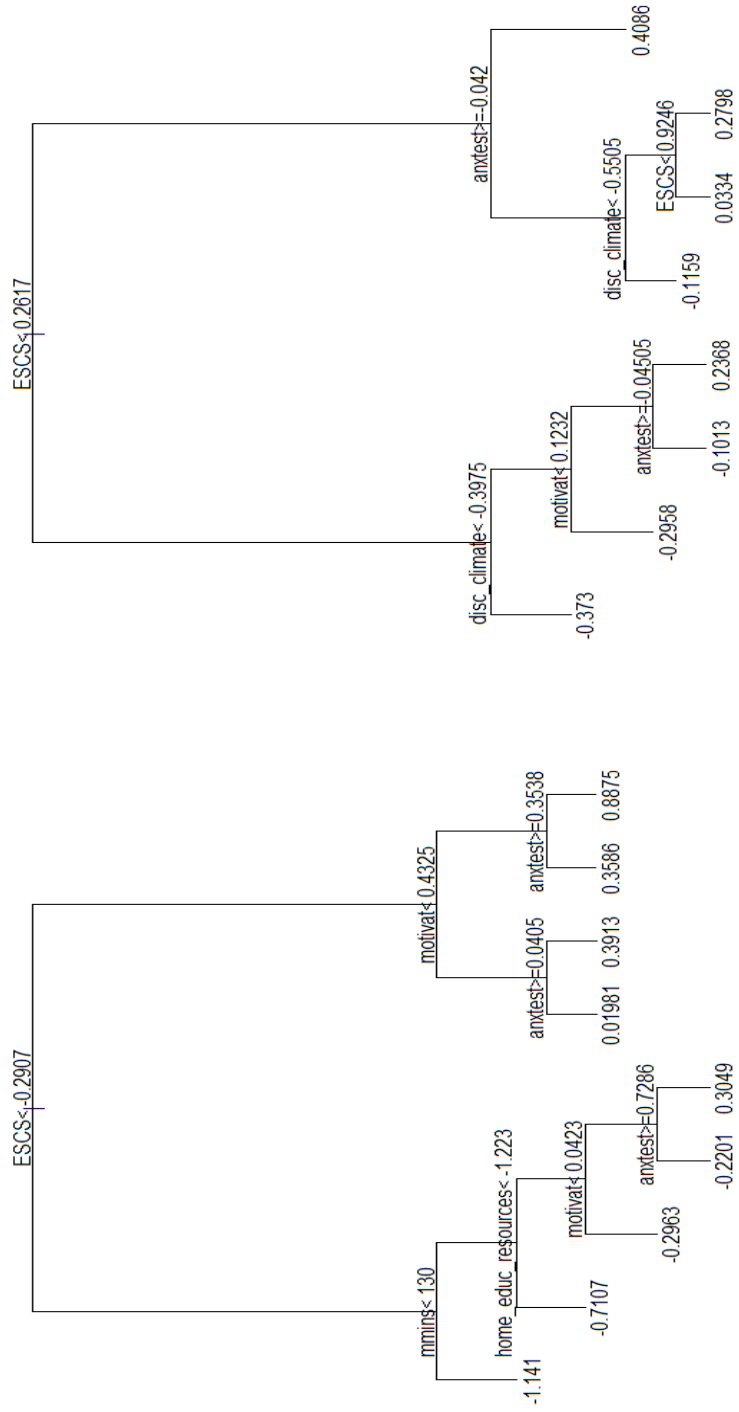 ESCS< 0.2617
anxtest>=-0.042
0.4086
disc_climate< -0.5505
ESCS< 0.9246
-0.1159
0.0334
0.2798
disc_climate< -0.3975
motivat< 0.1232
anxtest>=-0.04505
-0.373
-0.2958
-0.1013
0.2368
ESCS< -0.2907
mmins< 130
motivat< 0.4325
home_educ_resources< -1.223
anxtest>=0.0405
anxtest>=0.3538
-1.141
0.01981
0.3913
0.3586
0.8875
motivat< 0.0423
-0.7107
anxtest>=0.7286
-0.2963
-0.2201
0.3049